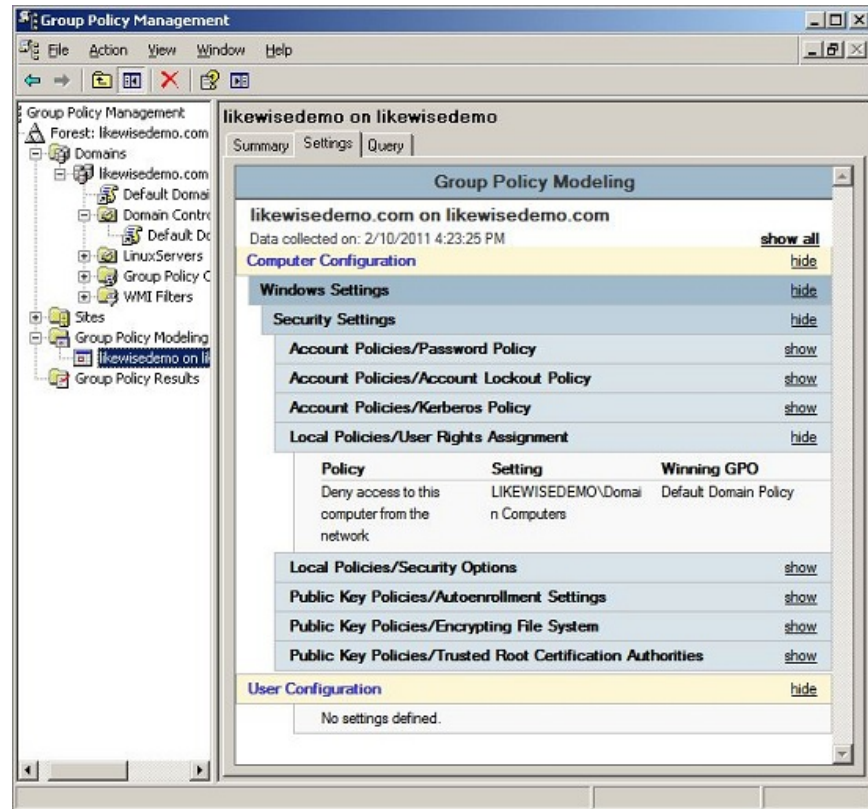 Group Policy Management
File Action View Window Help
Group Policy Management
Forest: likewisedemo.com
Domains
likewisedemo.com
Default Domai
Domain Contro
Default Do
LinuxServers
Group Policy C
WMI Filters
Sites
Group Policy Modeling
likewisedemo on li
Group Policy Results
likewisedemo on likewisedemo
Summary Settings Query
Group Policy Modeling
likewisedemo.com on likewisedemo.com
Data collected on: 2/10/2011 4:23:25 PM show all
Computer Configuration hide
Windows Settings hide
Security Settings hide
Account Policies/Password Policy show
Account Policies/Account Lockout Policy show
Account Policies/Kerberos Policy show
Local Policies/User Rights Assignment hide
Policy Setting Winning GPO
Deny access to this LIKEWISEDEMO\Domai Default Domain Policy
computer from the n Computers
network
Local Policies/Security Options show
Public Key Policies/Autoenrollment Settings show
Public Key Policies/Encrypting File System show
Public Key Policies/Trusted Root Certification Authorities show
User Configuration hide
No settings defined.